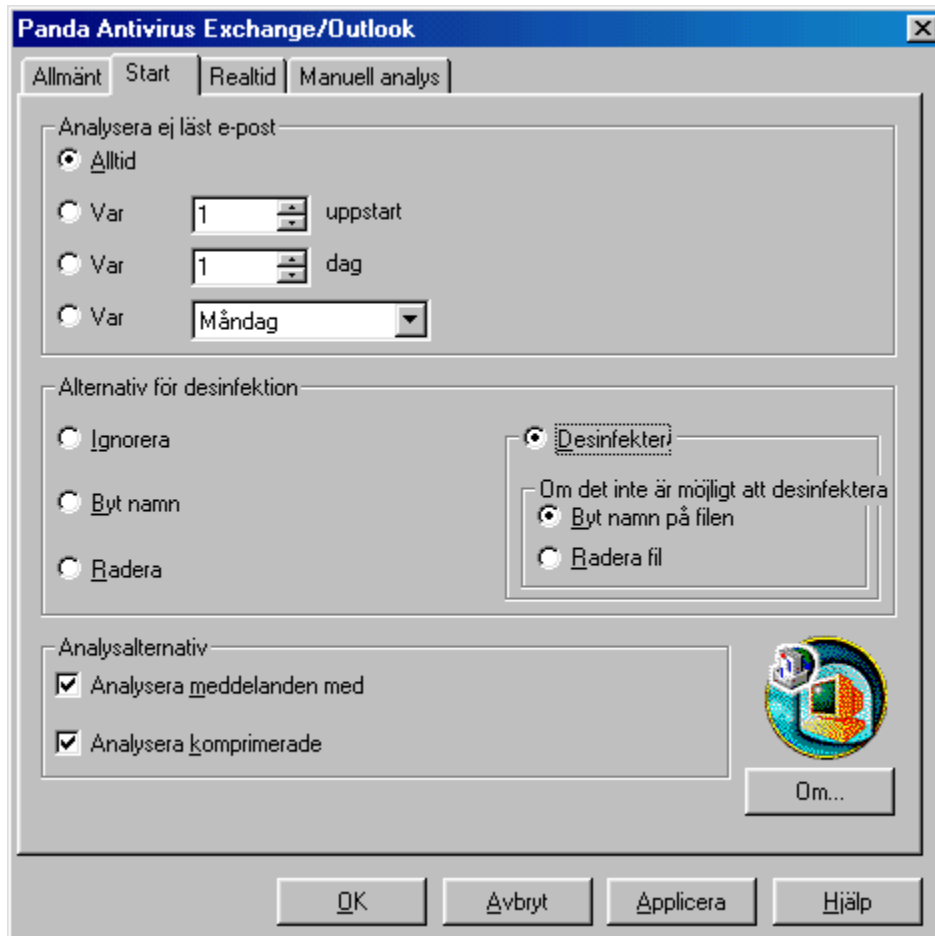 Panda Antivirus Exchange/Outlook
Allmänt Start Realtid Manuell analys
Analysera ej läst e-post
Alltid
Var 1 uppstart
Var 1 dag
Var Måndag
Alternativ för desinfektion
Ignorera
Byt namn
Radera
Desinfekter
Om det inte är möjligt att desinfektera
Byt namn på filen
Radera fil
Analysalternativ
Analysera meddelanden med
Analysera komprimerade
Om...
OK Avbryt Applicera Hjälp